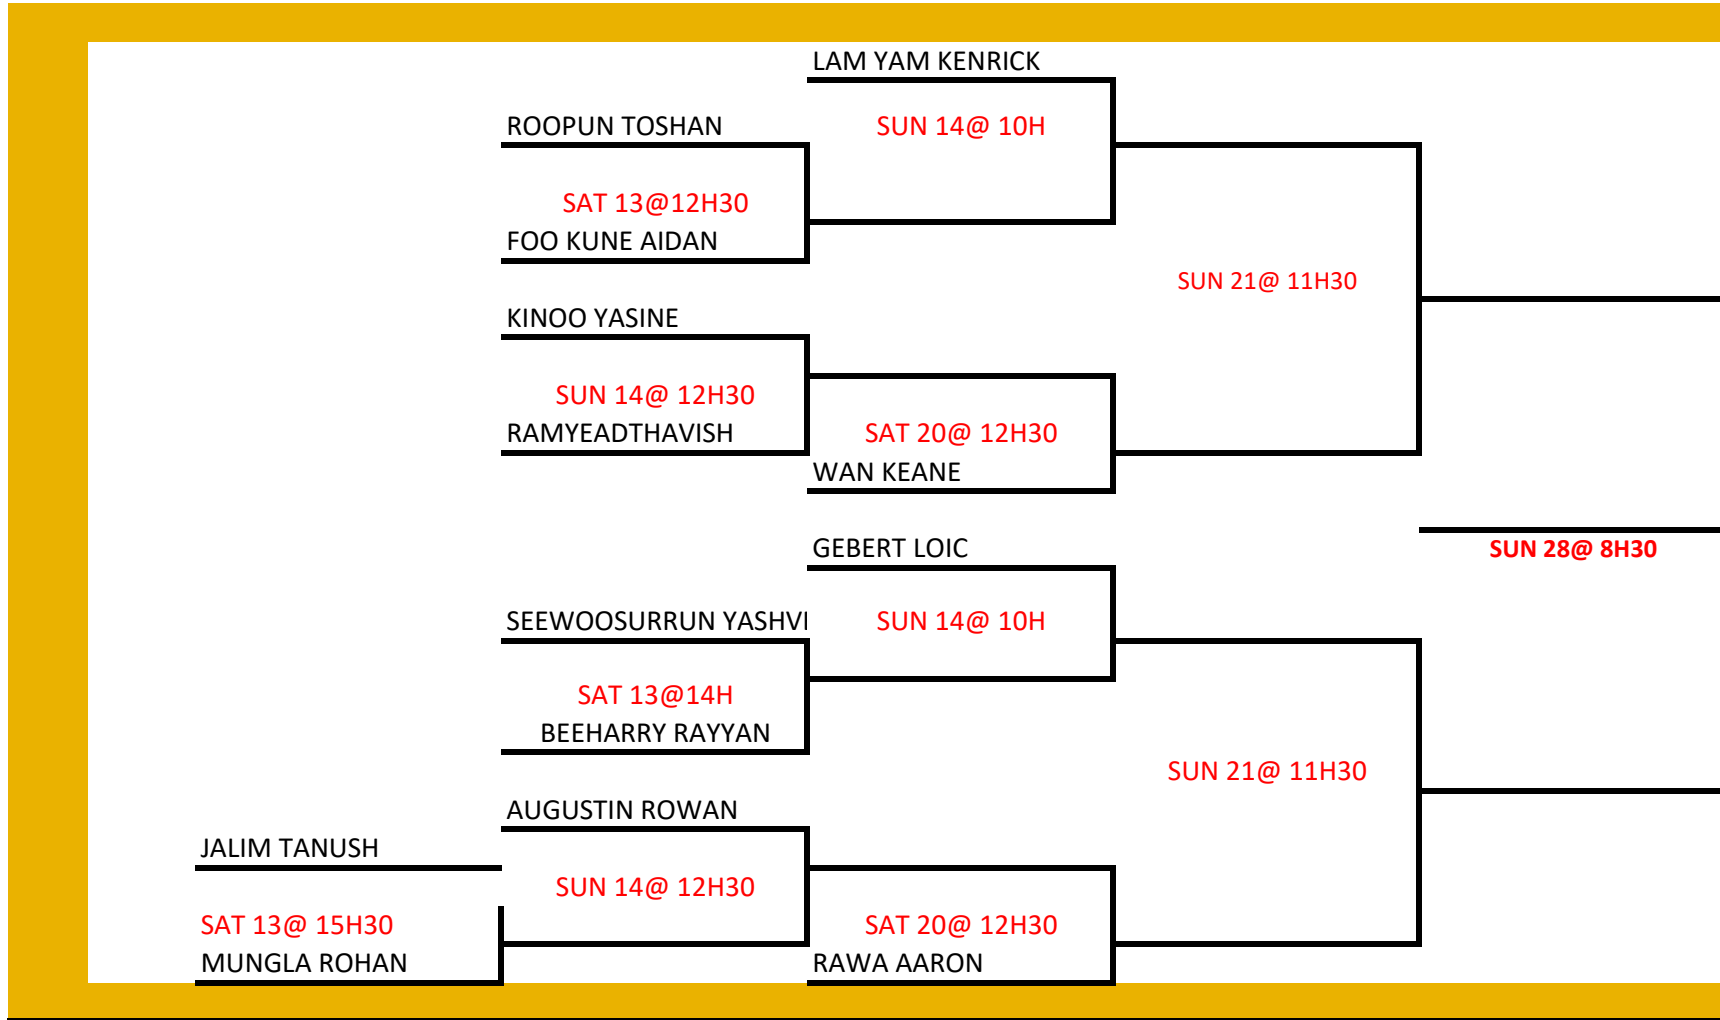 LAM YAM KENRICK
ROOPUN TOSHAN
SUN 14@ 10H
SAT 13@12H30
FOO KUNE AIDAN
SUN 21@ 11H30
KINOO YASINE
SUN 14@ 12H30
RAMYEADTHAVISH
SAT 20@ 12H30
WAN KEANE
GEBERT LOIC
SUN 28@ 8H30
SEEWOOSURRUN YASHVI
SUN 14@ 10H
SAT 13@14H
BEEHARRY RAYYAN
SUN 21@ 11H30
AUGUSTIN ROWAN
JALIM TANUSH
SUN 14@ 12H30
SAT 13@ 15H30
SAT 20@ 12H30
MUNGLA ROHAN
RAWA AARON